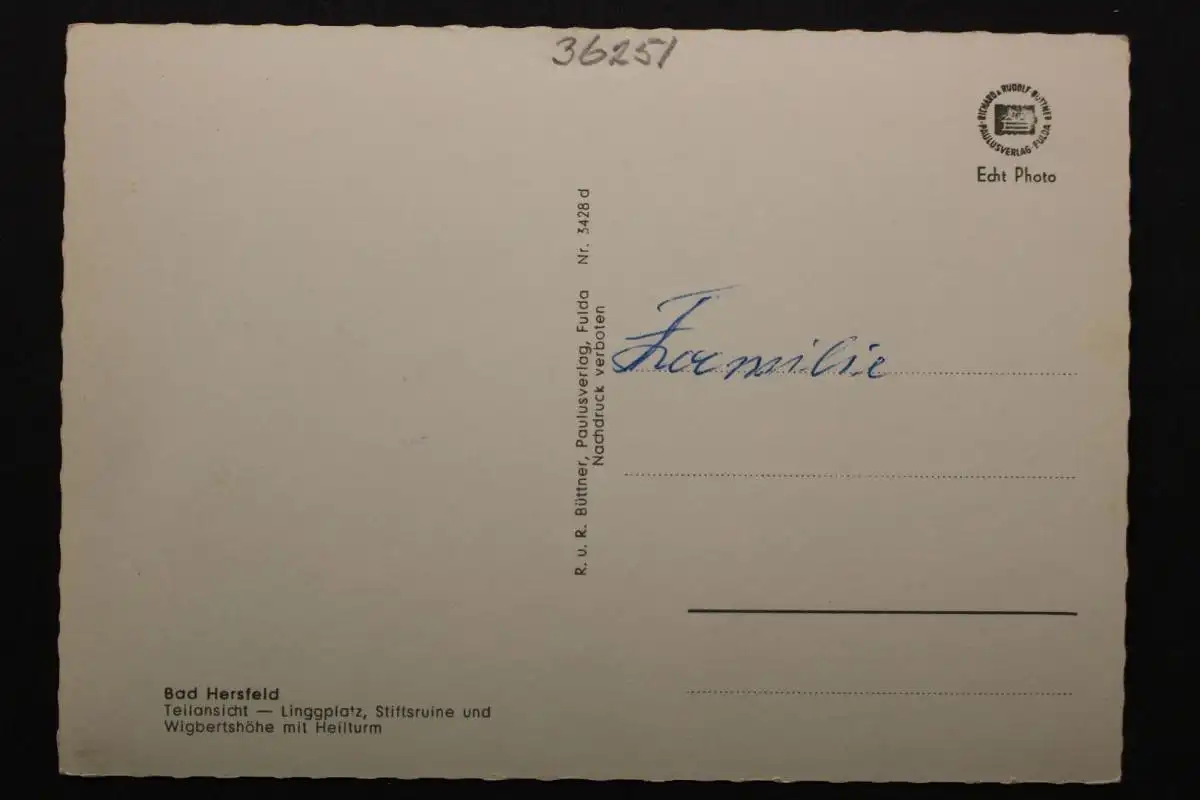 36251
RICHARD & RUDOLF BÜTTNER
PAULUSVERLAG · FULDA
Echt Photo
R. u. R. Büttner, Paulusverlag, Fulda Nr. 3428 d
Nachdruck verboten
Familie
Bad Hersfeld
Teilansicht — Linggplatz, Stiftsruine und
Wigbertshöhe mit Heilturm